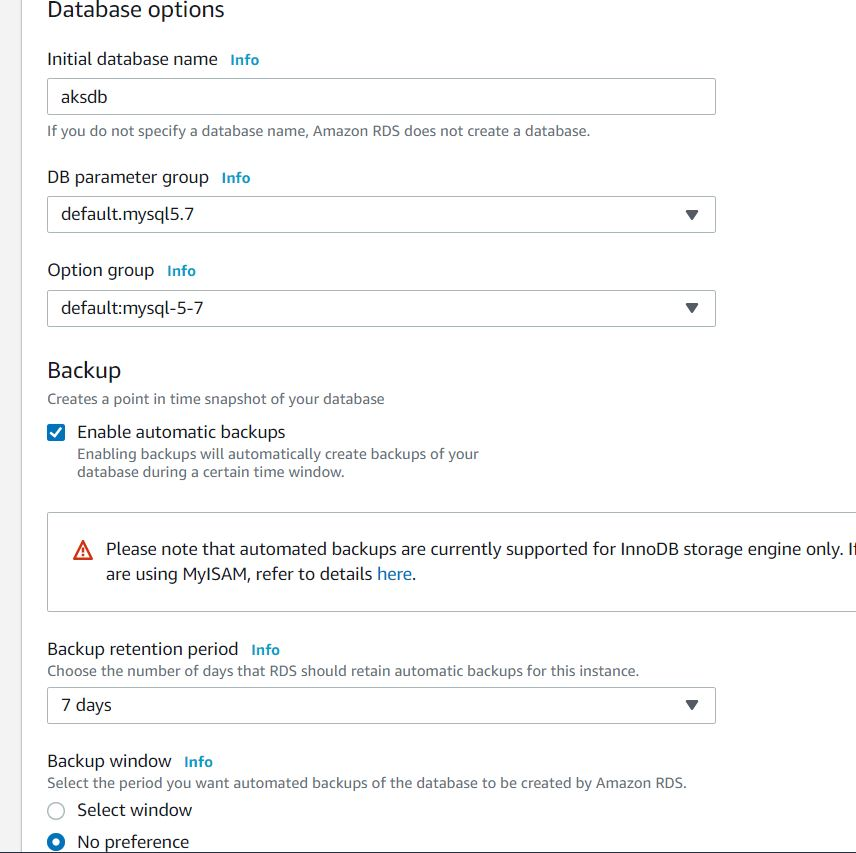 Database options
Initial database name Info
aksdb
If you do not specify a database name, Amazon RDS does not create a database.
DB parameter group Info
default.mysql5.7
Option group Info
default:mysql-5-7
Backup
Creates a point in time snapshot of your database
Enable automatic backups
Enabling backups will automatically create backups of your
database during a certain time window.
Please note that automated backups are currently supported for InnoDB storage engine only. If
are using MyISAM, refer to details here.
Backup retention period Info
Choose the number of days that RDS should retain automatic backups for this instance.
7 days
Backup window Info
Select the period you want automated backups of the database to be created by Amazon RDS.
Select window
No preference